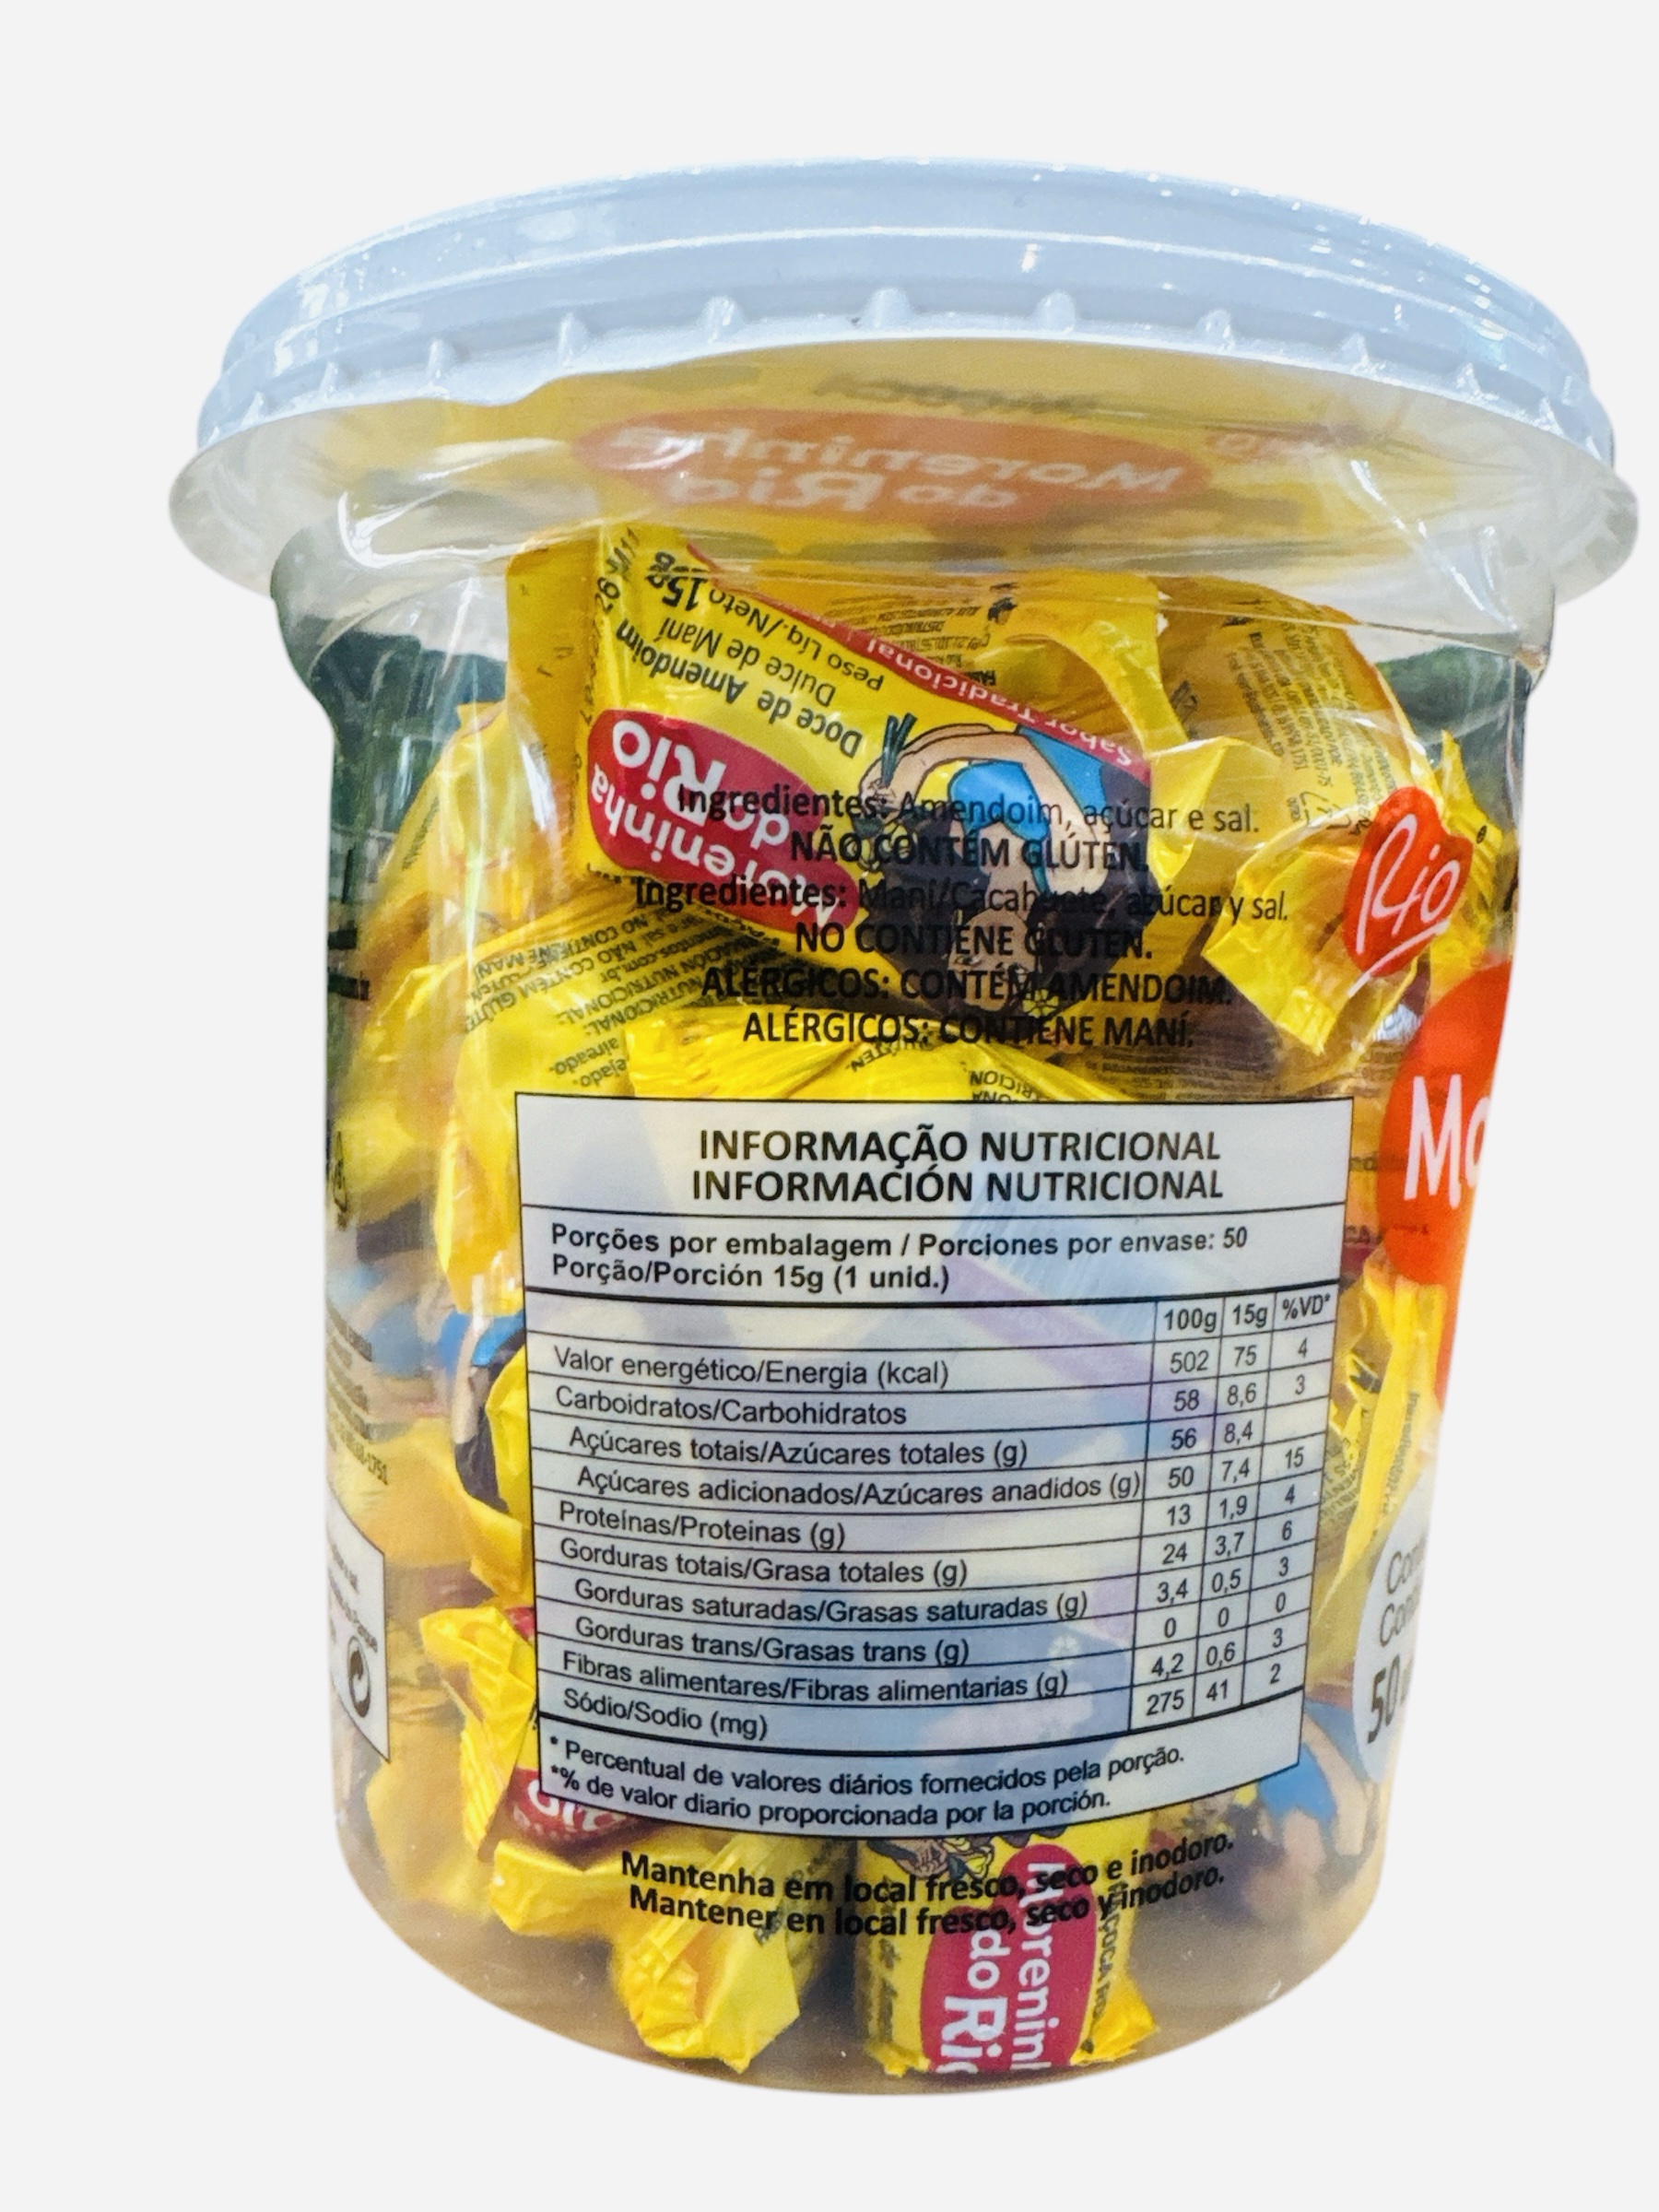 Moreninha
do Rio
Doce de Amendoim
Dulce de Maní
Peso Líq./Neto 15g
Sabor Tradicional
Moreninha
do Rio
Ingredientes: Amendoim, açúcar e sal.
NÃO CONTÉM GLÚTEN.
Ingredientes: Maní/Cacahuete, azúcar y sal.
NO CONTIENE GLUTEN.
ALÉRGICOS: CONTÉM AMENDOIM.
ALÉRGICOS: CONTIENE MANÍ.
Rio
Mo
INFORMAÇÃO NUTRICIONAL
INFORMACIÓN NUTRICIONAL
Porções por embalagem / Porciones por envase: 50
Porção/Porción 15g (1 unid.)
100g 15g %VD*
Valor energético/Energia (kcal) 502 75 4
Carboidratos/Carbohidratos 58 8,6 3
Açúcares totais/Azúcares totales (g) 56 8,4
Açúcares adicionados/Azúcares anadidos (g) 50 7,4 15
Proteínas/Proteinas (g) 13 1,9 4
Gorduras totais/Grasa totales (g) 24 3,7 6
Gorduras saturadas/Grasas saturadas (g) 3,4 0,5 3
Gorduras trans/Grasas trans (g) 0 0 0
Fibras alimentares/Fibras alimentarias (g) 4,2 0,6 3
Sódio/Sodio (mg) 275 41 2
* Percentual de valores diários fornecidos pela porção.
*% de valor diario proporcionada por la porción.
50
Mantenha em local fresco, seco e inodoro.
Mantener en local fresco, seco y inodoro.
Moreninh
do Rio